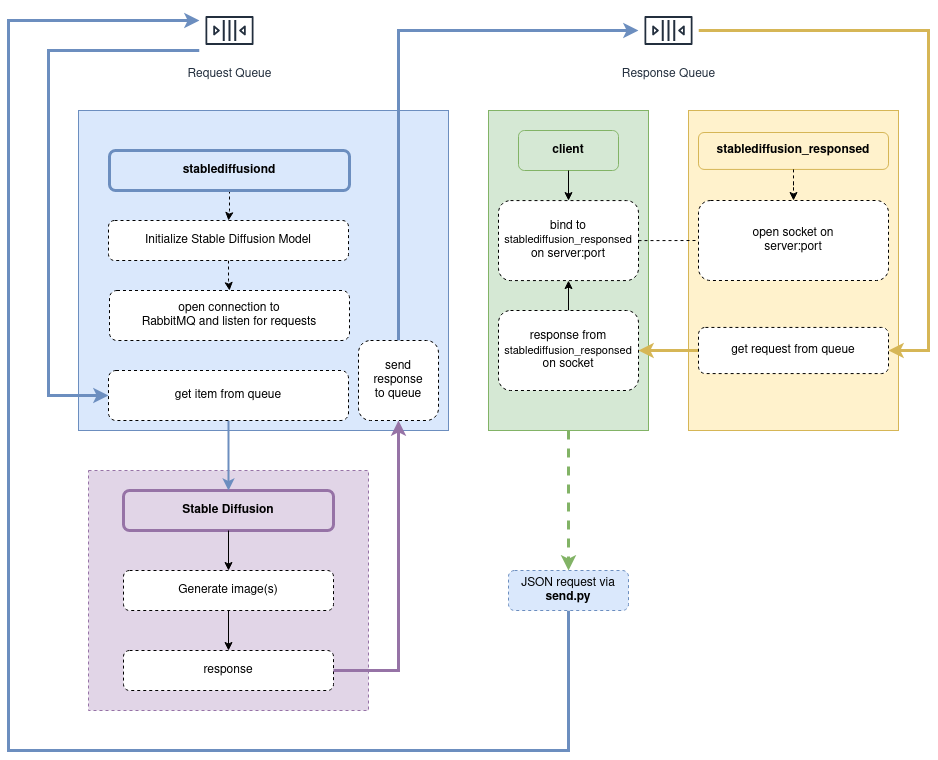 Request Queue
Response Queue
stablediffusiond
Initialize Stable Diffusion Model
open connection to
RabbitMQ and listen for requests
get item from queue
send
response
to queue
client
bind to
stablediffusion_responsed
on server:port
response from
stablediffusion_responsed
on socket
stablediffusion_responsed
open socket on
server:port
get request from queue
Stable Diffusion
Generate image(s)
response
JSON request via
send.py